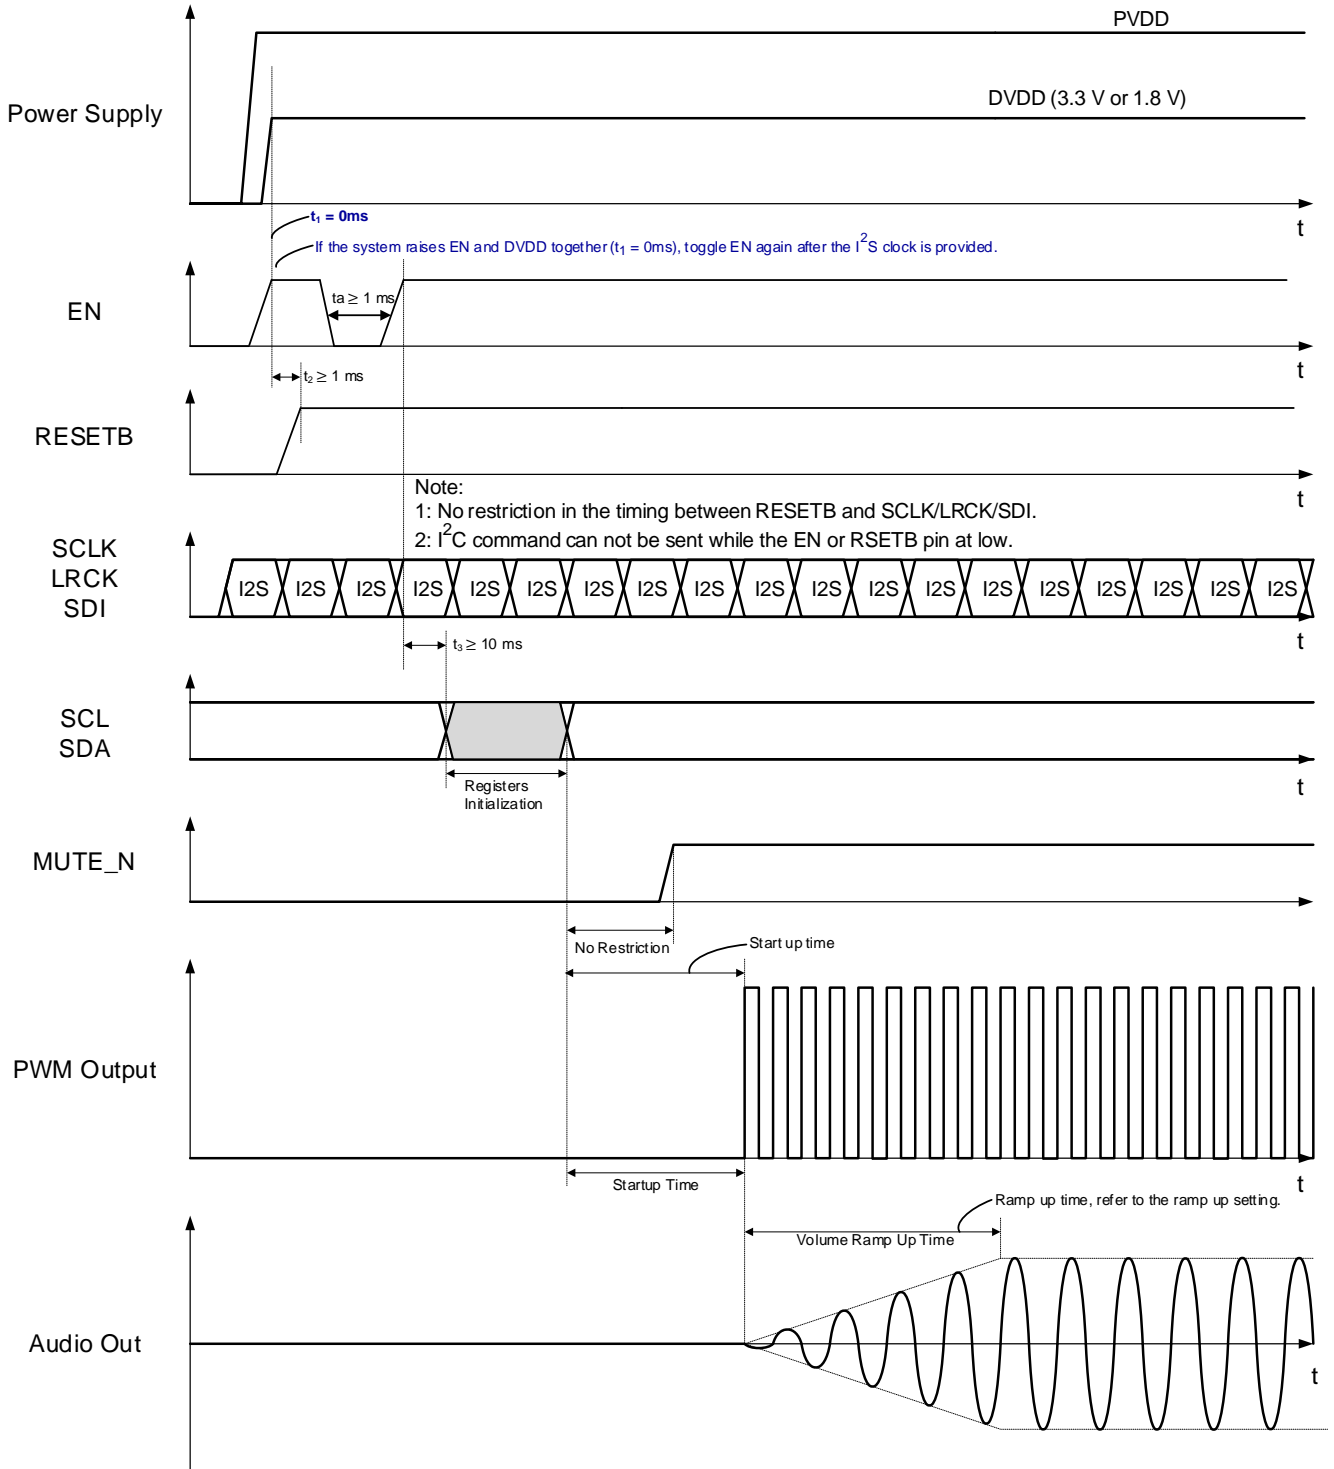 PVDD
Power Supply
DVDD (3.3 V or 1.8 V)
t
t₁ = 0ms
If the system raises EN and DVDD together (t₁ = 0ms), toggle EN again after the I²S clock is provided.
EN
ta ≥ 1 ms
t
t₂ ≥ 1 ms
RESETB
t
Note:
1: No restriction in the timing between RESETB and SCLK/LRCK/SDI.
2: I²C command can not be sent while the EN or RSETB pin at low.
SCLK
LRCK
SDI
I2S I2S I2S I2S I2S I2S I2S I2S I2S I2S I2S I2S I2S I2S I2S I2S I2S I2S I2S
t
t₃ ≥ 10 ms
SCL
SDA
t
Registers
Initialization
MUTE_N
No Restriction
Start up time
PWM Output
t
Startup Time
Ramp up time, refer to the ramp up setting.
Volume Ramp Up Time
Audio Out
t